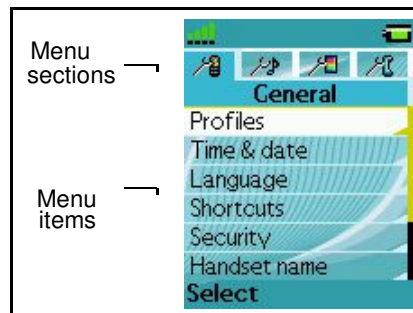 Menu
sections
General
Profiles
Time & date
Language
Menu
items
Shortcuts
Security
Handset name
Select